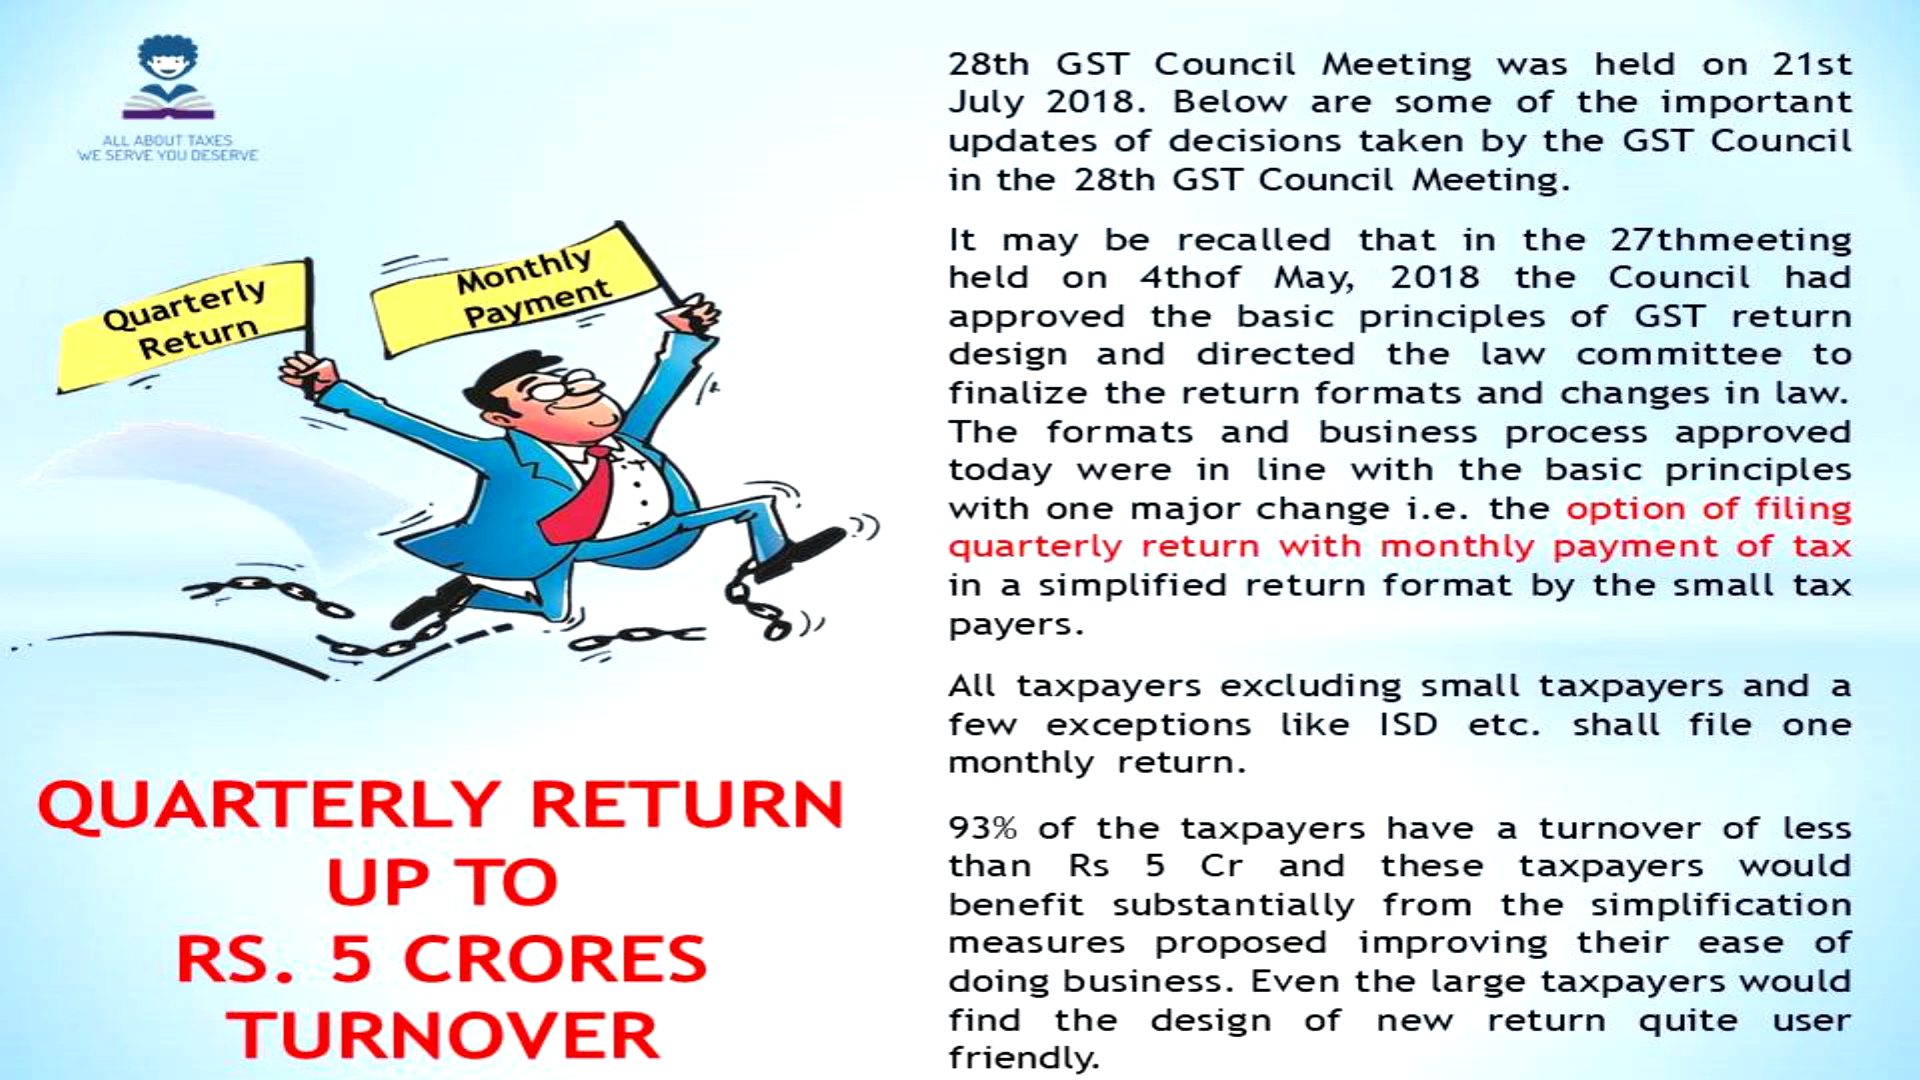 ALL ABOUT TAXES
WE SERVE YOU DESERVE
Quarterly
Return
Monthly
Payment
QUARTERLY RETURN
UP TO
RS. 5 CRORES
TURNOVER
28th GST Council Meeting was held on 21st
July 2018. Below are some of the important
updates of decisions taken by the GST Council
in the 28th GST Council Meeting.
It may be recalled that in the 27thmeeting
held on 4thof May, 2018 the Council had
approved the basic principles of GST return
design and directed the law committee to
finalize the return formats and changes in law.
The formats and business process approved
today were in line with the basic principles
with one major change i.e. the option of filing
quarterly return with monthly payment of tax
in a simplified return format by the small tax
payers.
All taxpayers excluding small taxpayers and a
few exceptions like ISD etc. shall file one
monthly return.
93% of the taxpayers have a turnover of less
than Rs 5 Cr and these taxpayers would
benefit substantially from the simplification
measures proposed improving their ease of
doing business. Even the large taxpayers would
find the design of new return quite user
friendly.